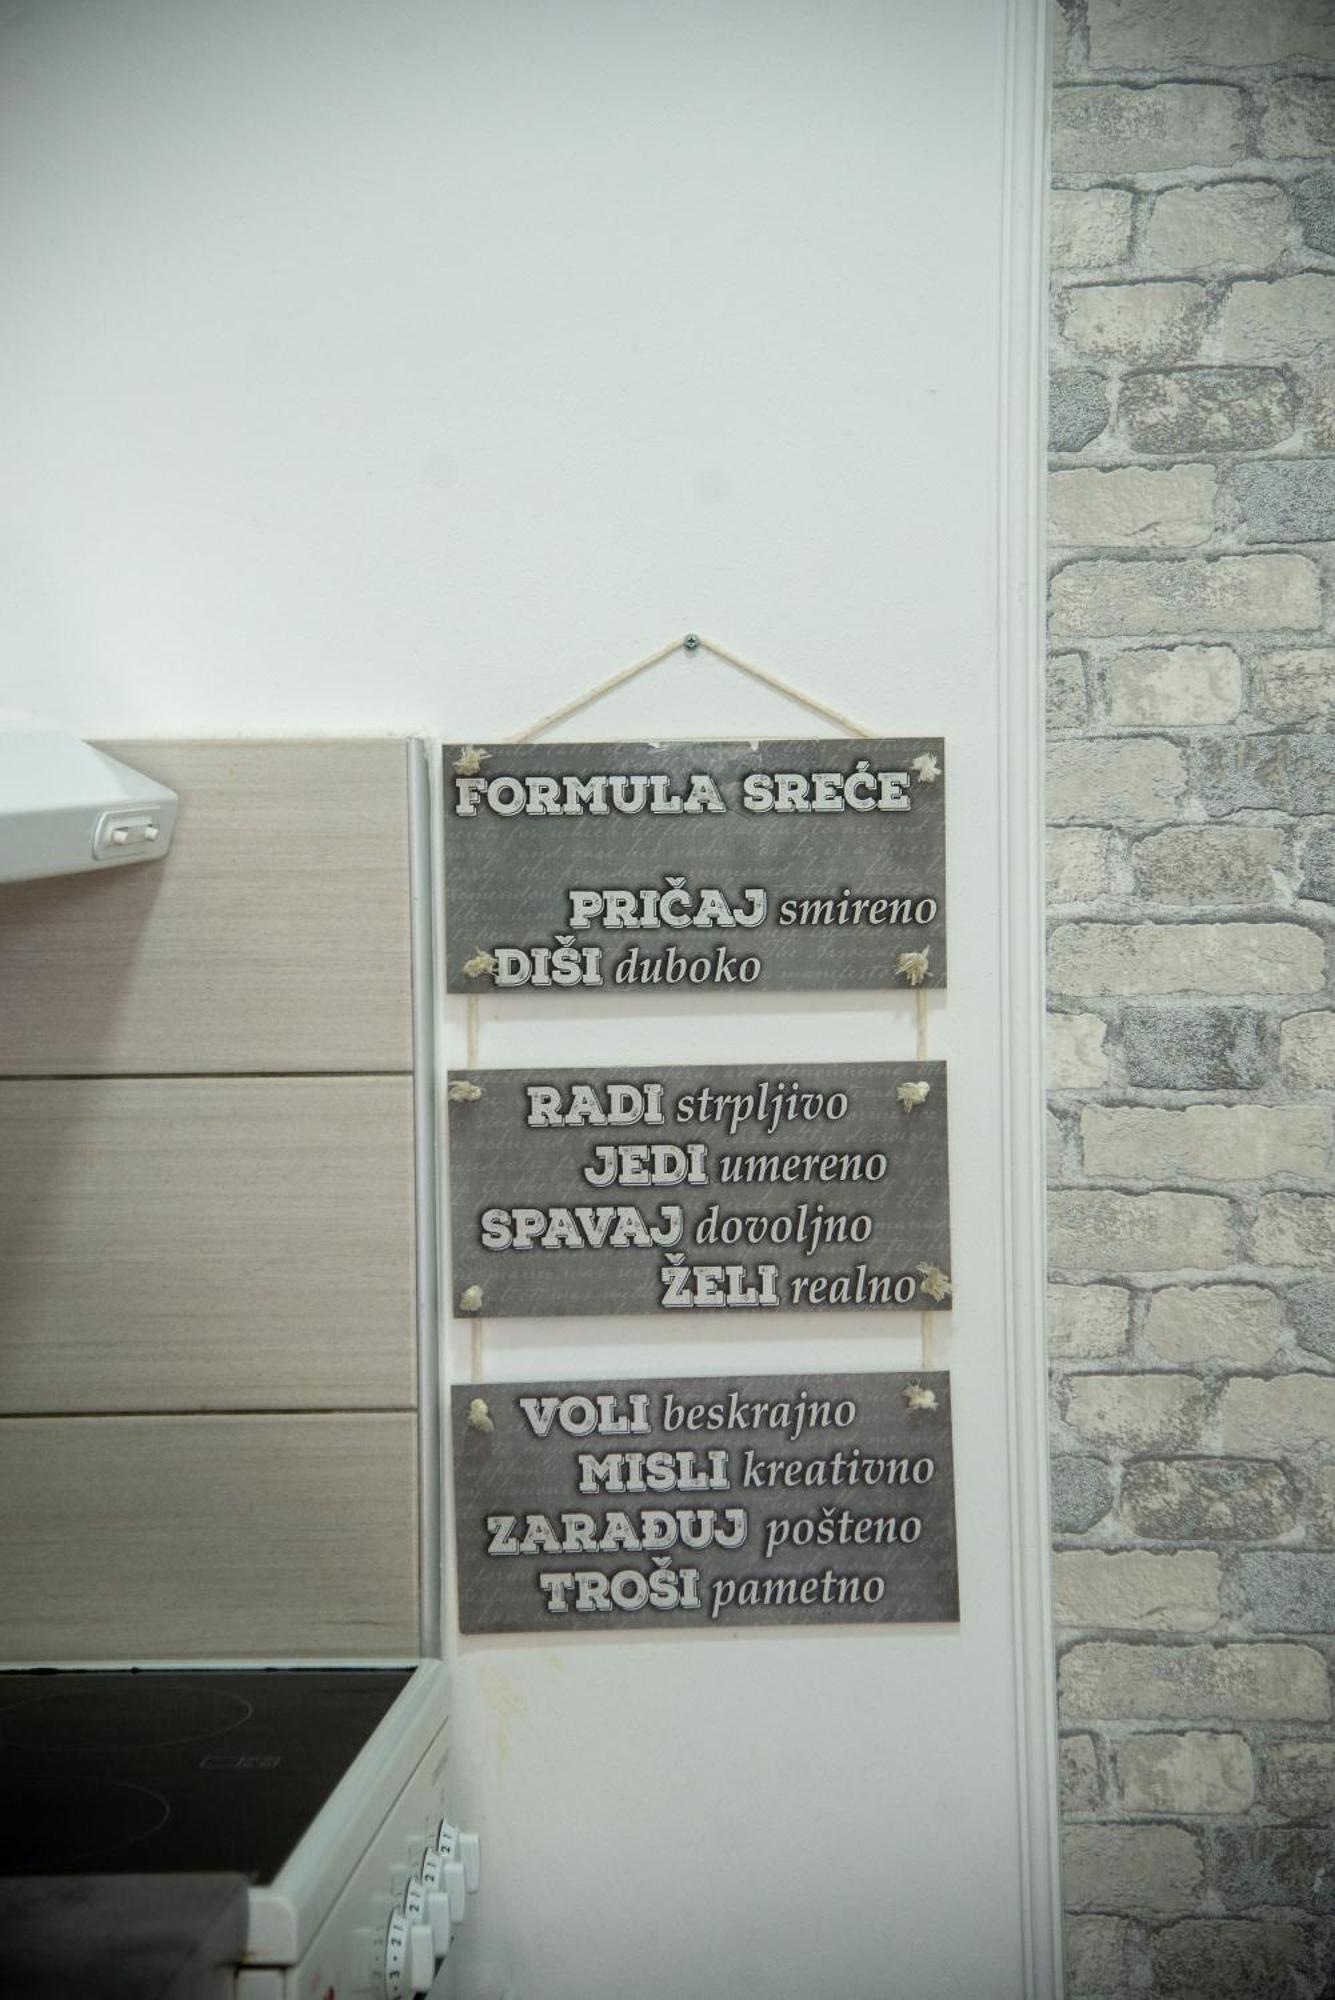 FORMULA SREĆE
PRIČAJ smireno
DIŠI duboko
RADI strpljivo
JEDI umereno
SPAVAJ dovoljno
ŽELI realno
VOLI beskrajno
MISLI kreativno
ZARAĐUJ pošteno
TROŠI pametno